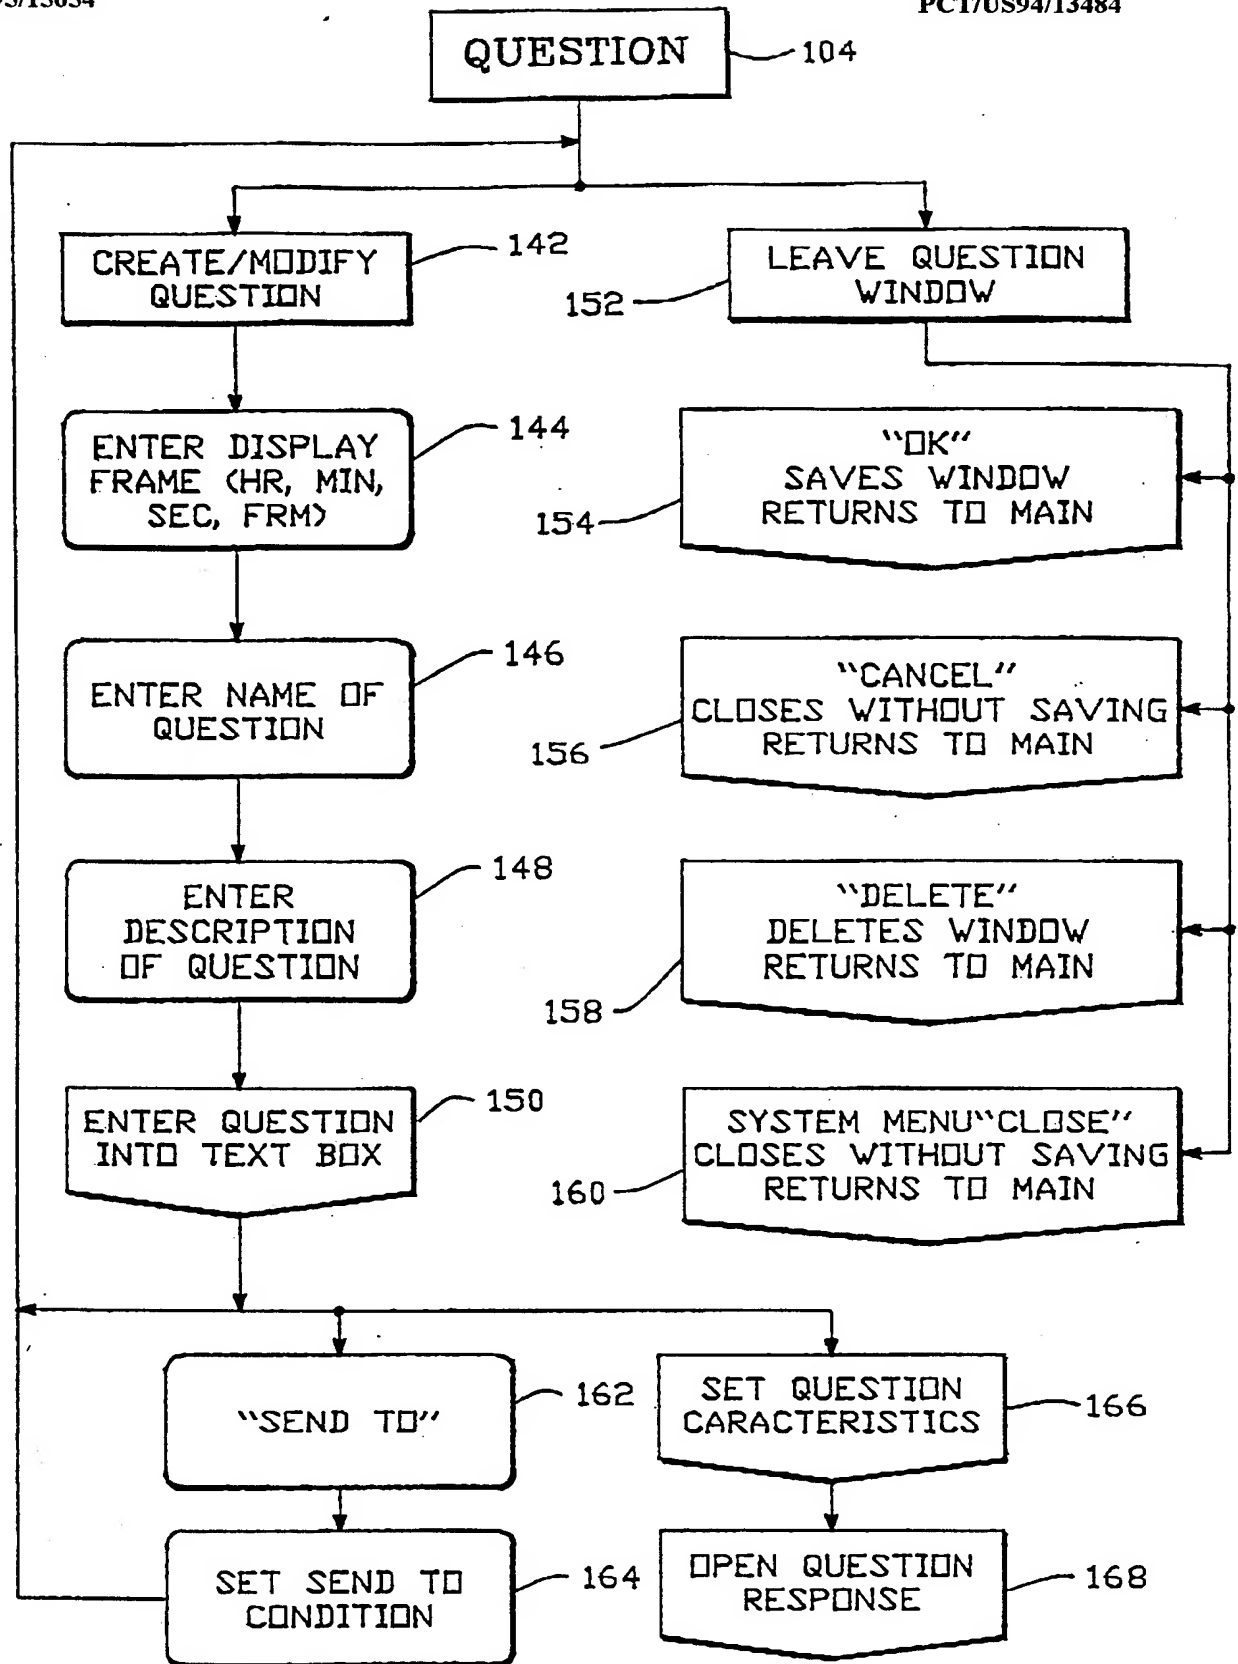 PCT/US94/13484
QUESTION
104
CREATE/MODIFY
QUESTION
142
LEAVE QUESTION
WINDOW
152
ENTER DISPLAY
FRAME (HR, MIN,
SEC, FRM)
144
"OK"
SAVES WINDOW
RETURNS TO MAIN
154
ENTER NAME OF
QUESTION
146
"CANCEL"
CLOSES WITHOUT SAVING
RETURNS TO MAIN
156
ENTER
DESCRIPTION
OF QUESTION
148
"DELETE"
DELETES WINDOW
RETURNS TO MAIN
158
ENTER QUESTION
INTO TEXT BOX
150
SYSTEM MENU"CLOSE"
CLOSES WITHOUT SAVING
RETURNS TO MAIN
160
"SEND TO"
162
SET QUESTION
CARACTERISTICS
166
SET SEND TO
CONDITION
164
OPEN QUESTION
RESPONSE
168